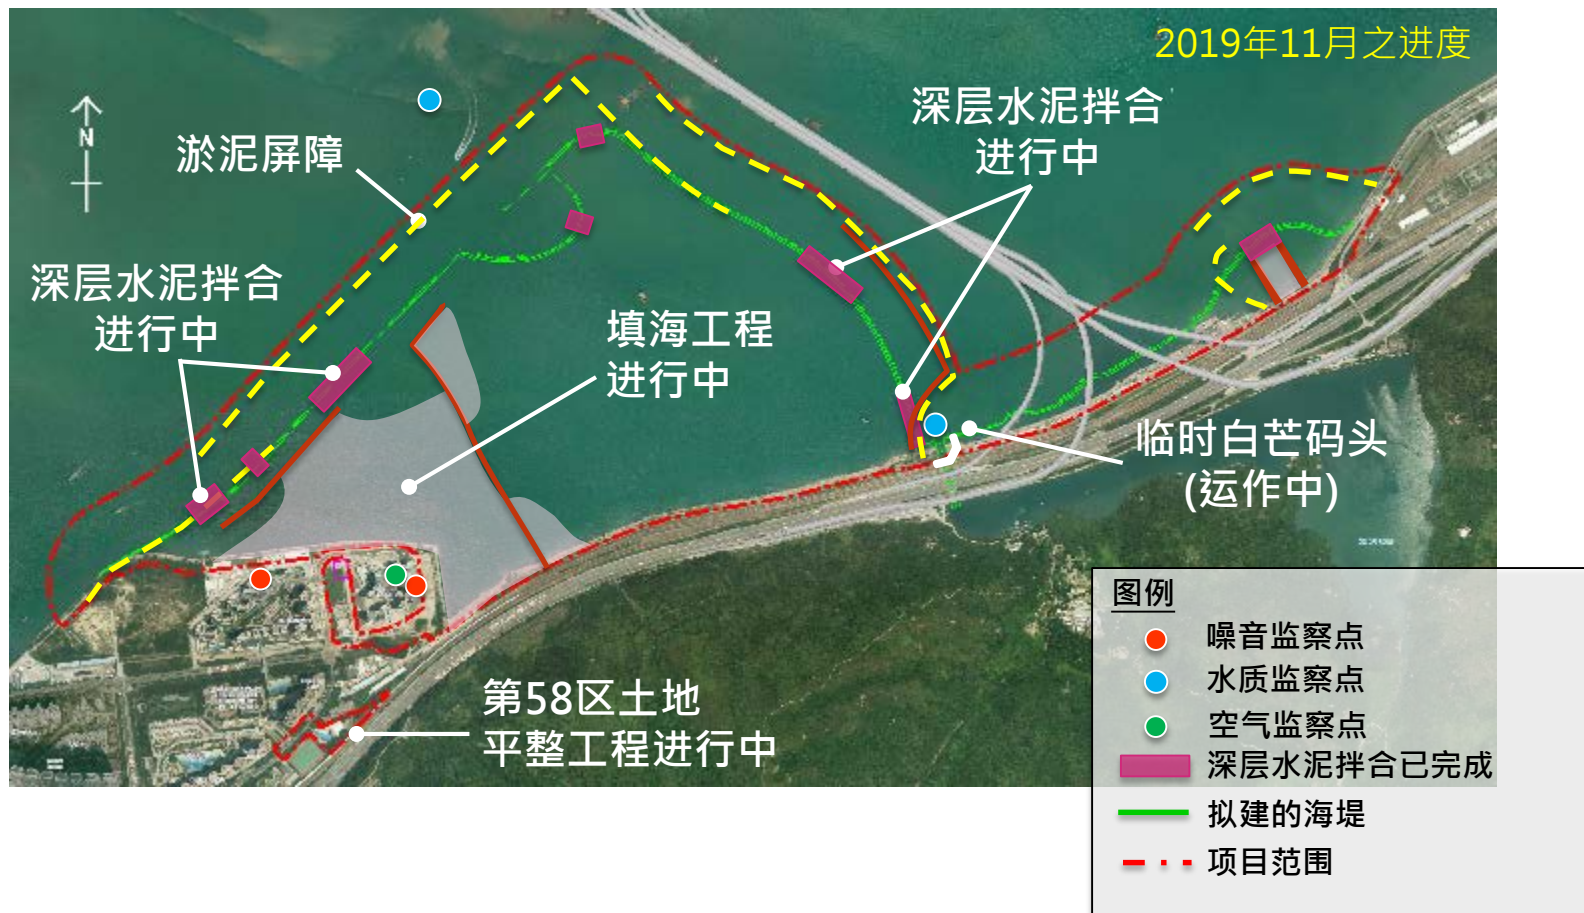 2019年11月之进度
N
淤泥屏障
深层水泥拌合
进行中
深层水泥拌合
进行中
填海工程
进行中
临时白芒码头
(运作中)
第58区土地
平整工程进行中
图例
噪音监察点
水质监察点
空气监察点
深层水泥拌合已完成
拟建的海堤
项目范围